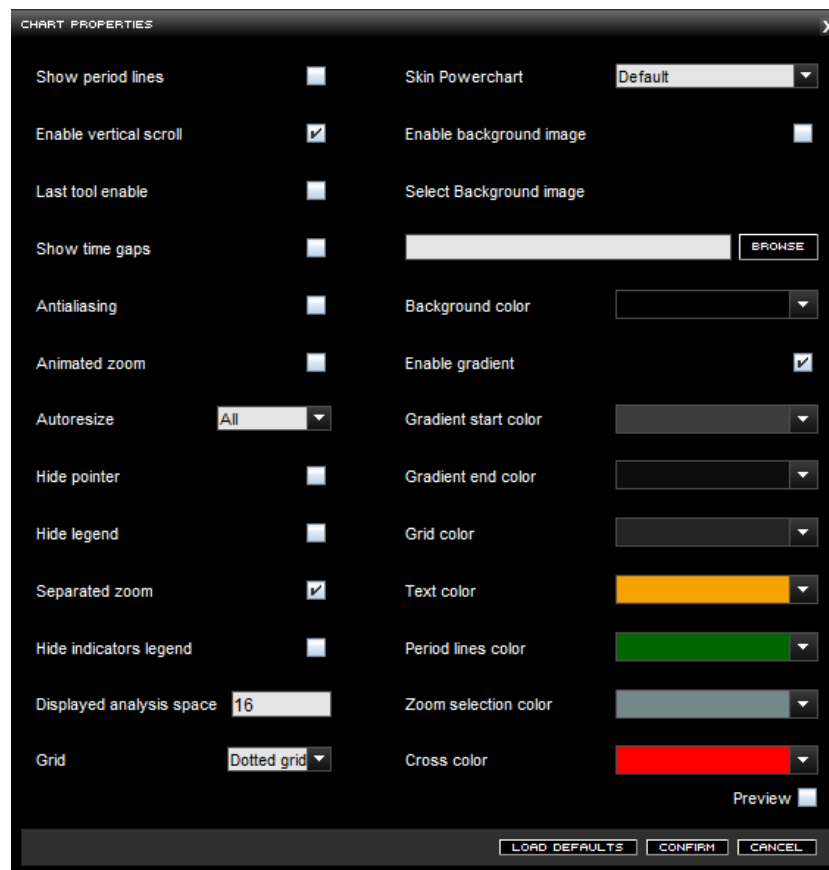 CHART PROPERTIES X
Show period lines
Skin Powerchart Default
Enable vertical scroll
Enable background image
Last tool enable
Select Background image
Show time gaps
BROWSE
Antialiasing
Background color
Animated zoom
Enable gradient
Autoresize All
Gradient start color
Hide pointer
Gradient end color
Hide legend
Grid color
Separated zoom
Text color
Hide indicators legend
Period lines color
Displayed analysis space 16
Zoom selection color
Grid Dotted grid
Cross color
Preview
LOAD DEFAULTS CONFIRM CANCEL